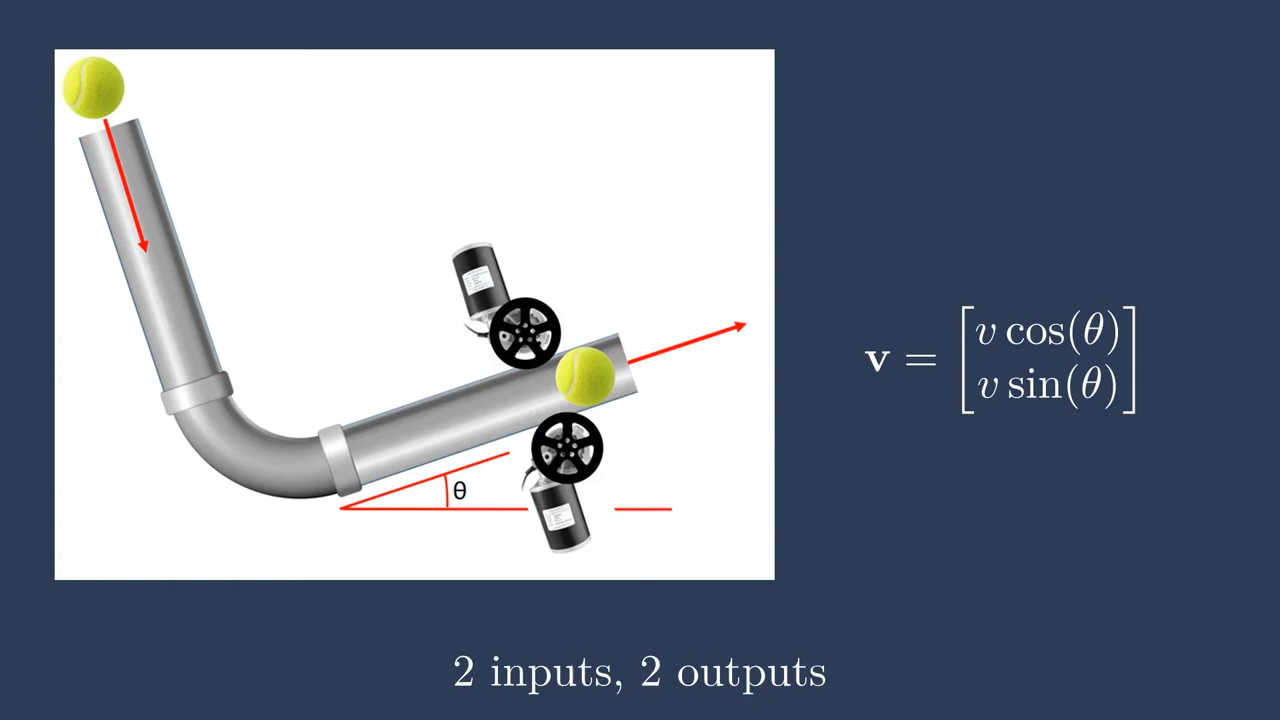 θ
𝐯 = [v cos(θ)
v sin(θ)]
2 inputs, 2 outputs